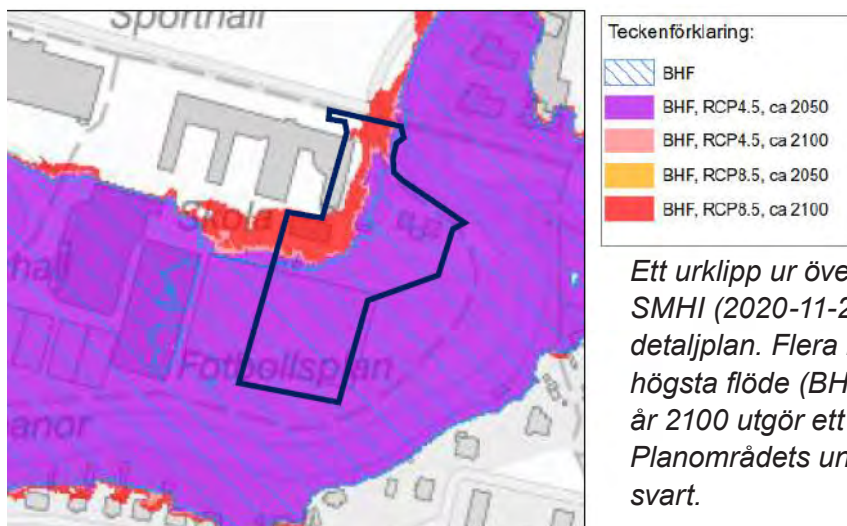 Sporthall
Skola
Fotbollsplan
Teckenförklaring:
BHF
BHF, RCP4.5, ca 2050
BHF, RCP4.5, ca 2100
BHF, RCP8.5, ca 2050
BHF, RCP8.5, ca 2100
Ett urklipp ur öve
SMHI (2020-11-2
detaljplan. Flera
högsta flöde (BH
år 2100 utgör ett
Planområdets un
svart.